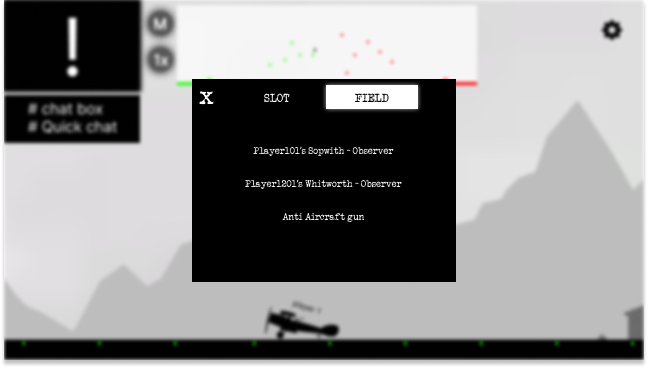 !
M
1x
# chat box
# Quick chat
X SLOT FIELD
Player101's Sopwith - Observer
Player1201's Whitworth - Observer
Anti Aircraft gun